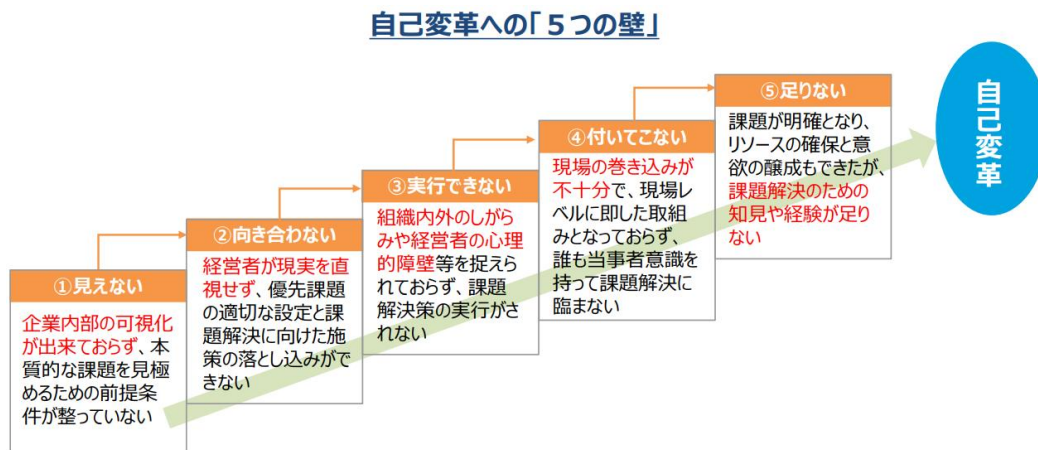 自己変革への「５つの壁」
①見えない
企業内部の可視化
が出来ておらず、本
質的な課題を見極
めるための前提条
件が整っていない
②向き合わない
経営者が現実を直
視せず、優先課題
の適切な設定と課
題解決に向けた施
策の落とし込みがで
きない
③実行できない
組織内外のしがら
みや経営者の心理
的障壁等を捉えら
れておらず、課題
解決策の実行がさ
れない
④付いてこない
現場の巻き込みが
不十分で、現場レ
ベルに即した取組
みとなっておらず、
誰も当事者意識を
持って課題解決に
臨まない
⑤足りない
課題が明確となり、
リソースの確保と意
欲の醸成もできたが、
課題解決のための
知見や経験が足り
ない
自己変革